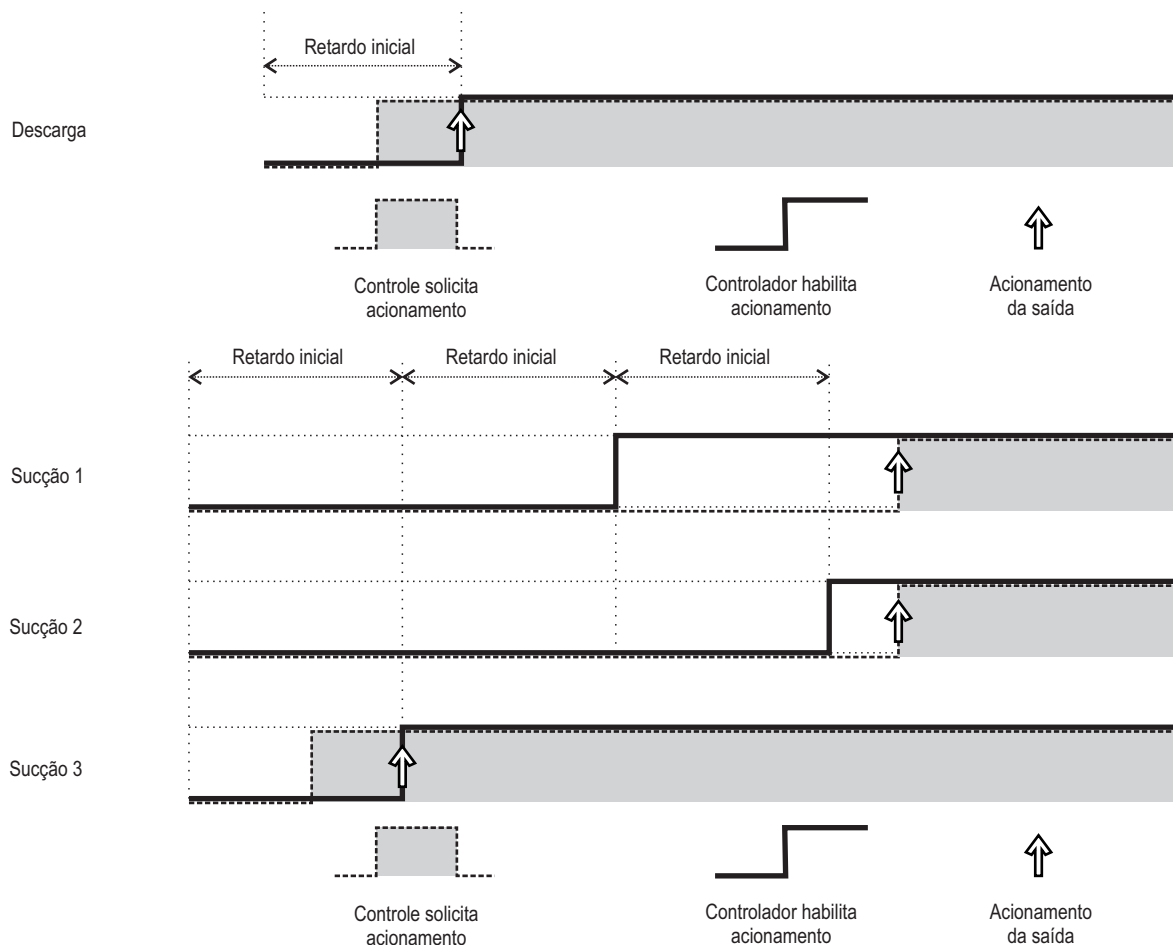 Retardo inicial
Descarga
Controle solicita
acionamento
Controlador habilita
acionamento
Acionamento
da saída
Retardo inicial
Retardo inicial
Retardo inicial
Sucção 1
Sucção 2
Sucção 3
Controle solicita
acionamento
Controlador habilita
acionamento
Acionamento
da saída